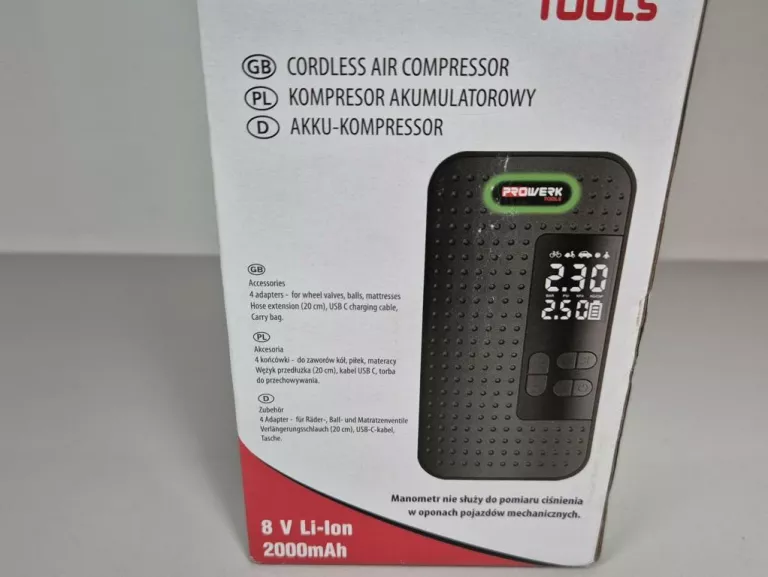 TOOLS
GB CORDLESS AIR COMPRESSOR
PL KOMPRESOR AKUMULATOROWY
D AKKU-KOMPRESSOR
PROWERK
TOOLS
2.30
2.50
GB
Accessories
4 adapters - for wheel valves, balls, mattresses
Hose extension (20 cm), USB C charging cable,
Carry bag.
PL
Akcesoria
4 końcówki - do zaworów kół, piłek, materacy
Wężyk przedłużka (20 cm), kabel USB C, torba
do przechowywania.
D
Zubehör
4 Adapter - für Räder-, Ball- und Matratzenventile
Verlängerungsschlauch (20 cm), USB-C-kabel,
Tasche.
Manometr nie służy do pomiaru ciśnienia
w oponach pojazdów mechanicznych.
8 V Li-Ion
2000mAh